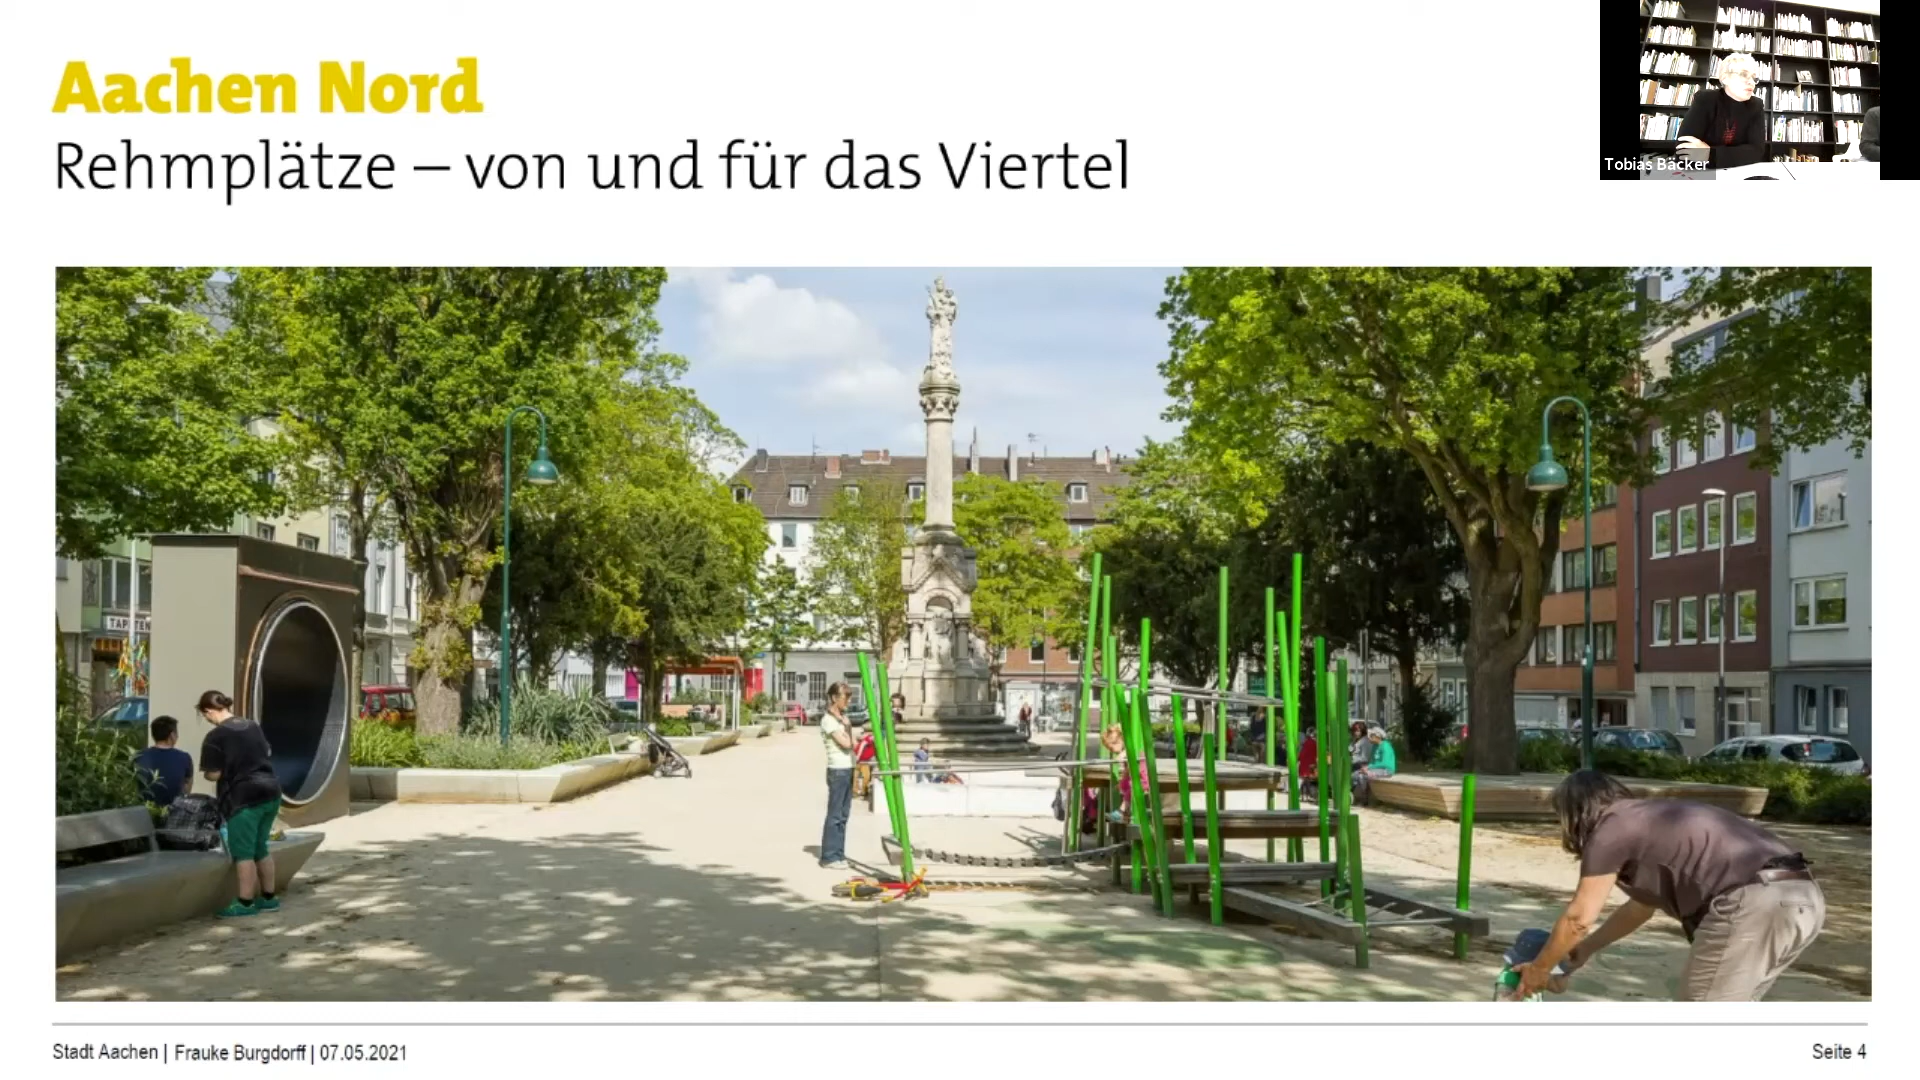 Aachen Nord
Rehmplätze – von und für das Viertel
Tobias Bäcker
TAPETEN
Stadt Aachen | Frauke Burgdorff | 07.05.2021
Seite 4